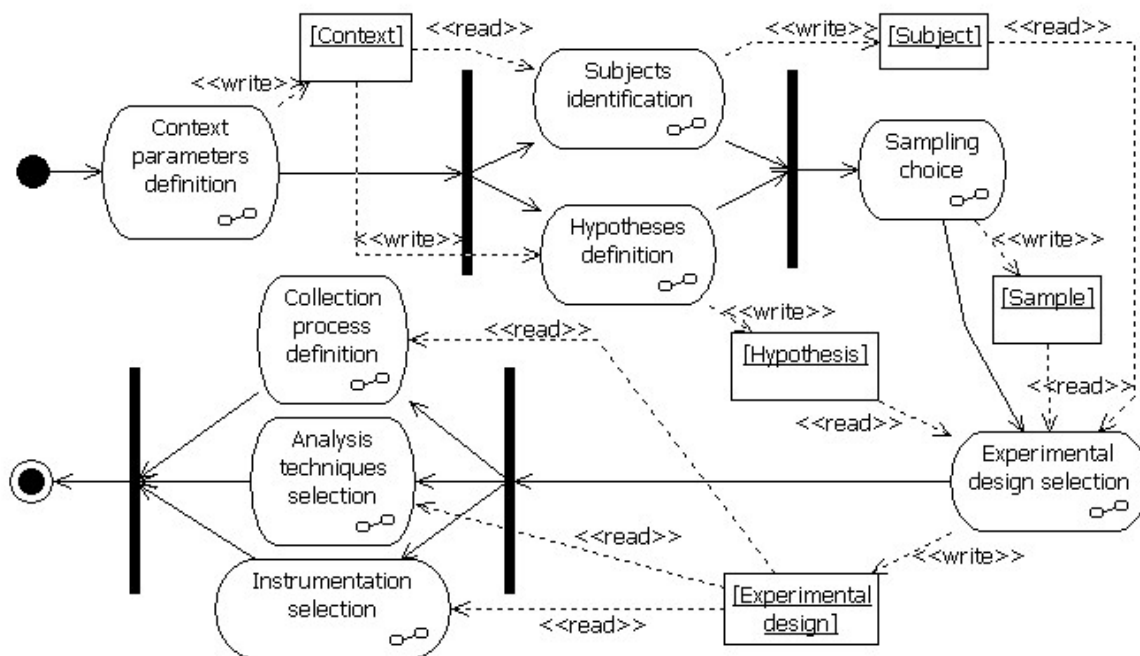 [Context]
<<read>>
<<write>>
[Subject]
<<read>>
<<write>>
Subjects
identification
Context
parameters
definition
Sampling
choice
<<write>>
Hypotheses
definition
<<write>>
Collection
process
definition
[Sample]
<<write>>
<<read>>
[Hypothesis]
<<read>>
<<read>>
Analysis
techniques
selection
Experimental
design selection
<<read>>
<<write>>
Instrumentation
selection
[Experimental
design]
<<read>>